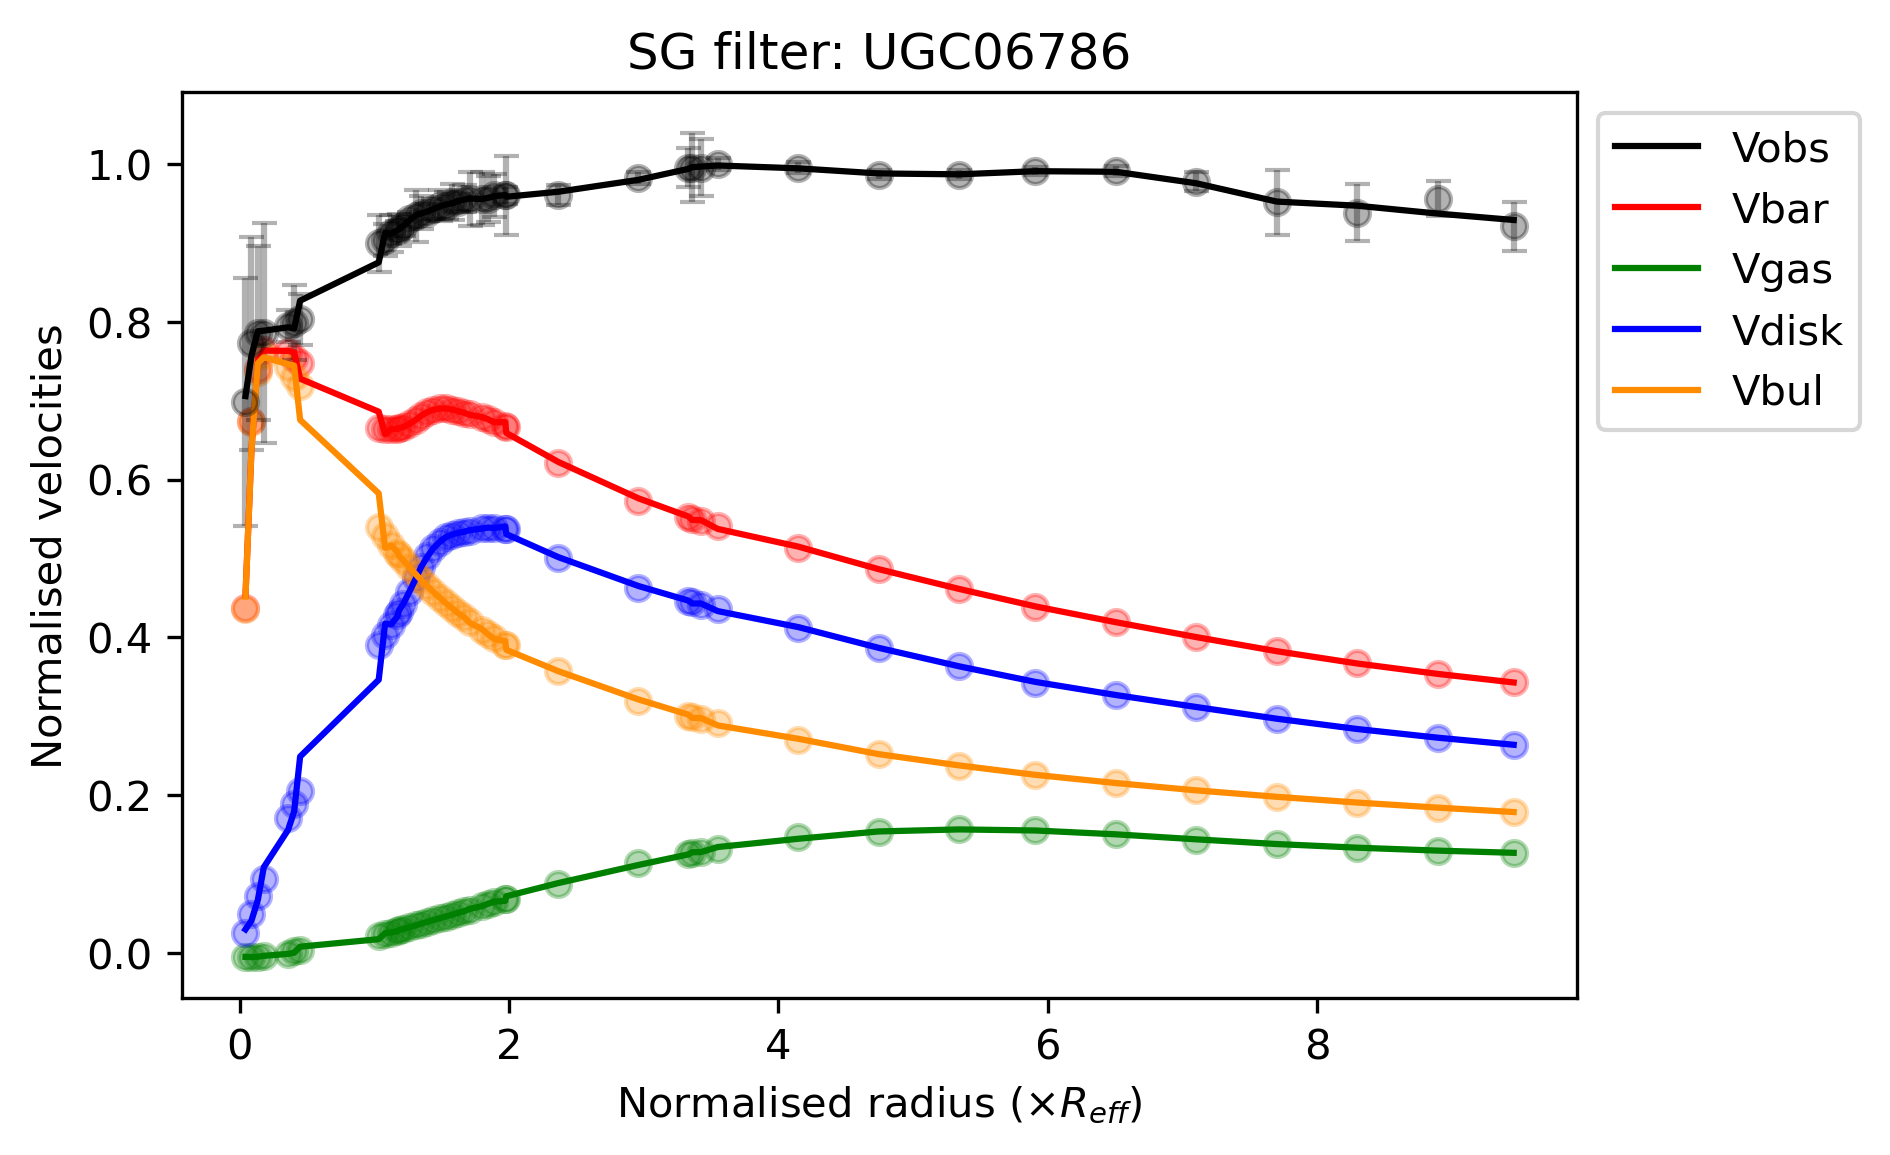 SG filter: UGC06786
1.0
0.8
0.6
0.4
0.2
0.0
Normalised velocities
0 2 4 6 8
Normalised radius (×R_eff)
Vobs
Vbar
Vgas
Vdisk
Vbul